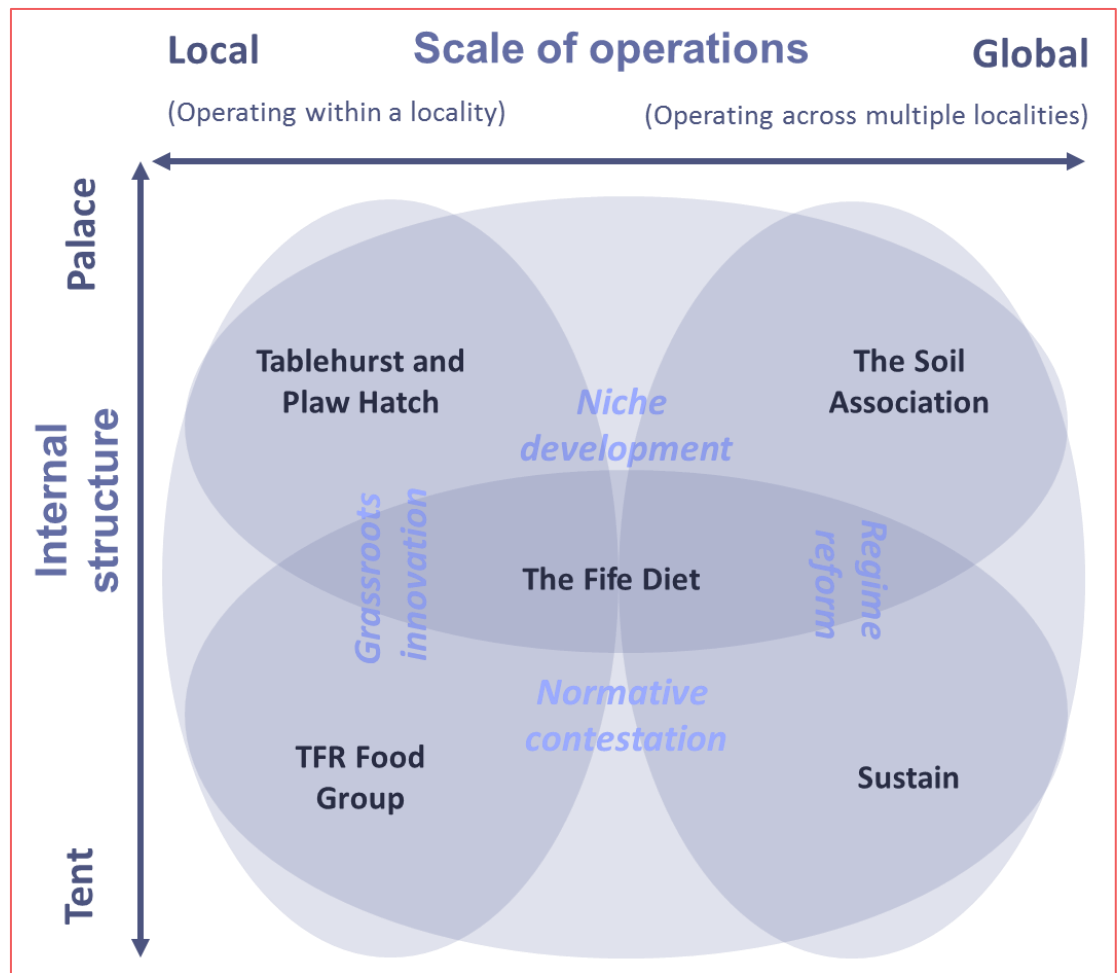 Local
Scale of operations
Global
(Operating within a locality)
(Operating across multiple localities)
Palace
Internal
structure
Tent
Tablehurst and
Plaw Hatch
The Soil
Association
Niche
development
Grassroots
innovation
The Fife Diet
Regime
reform
Normative
contestation
TFR Food
Group
Sustain